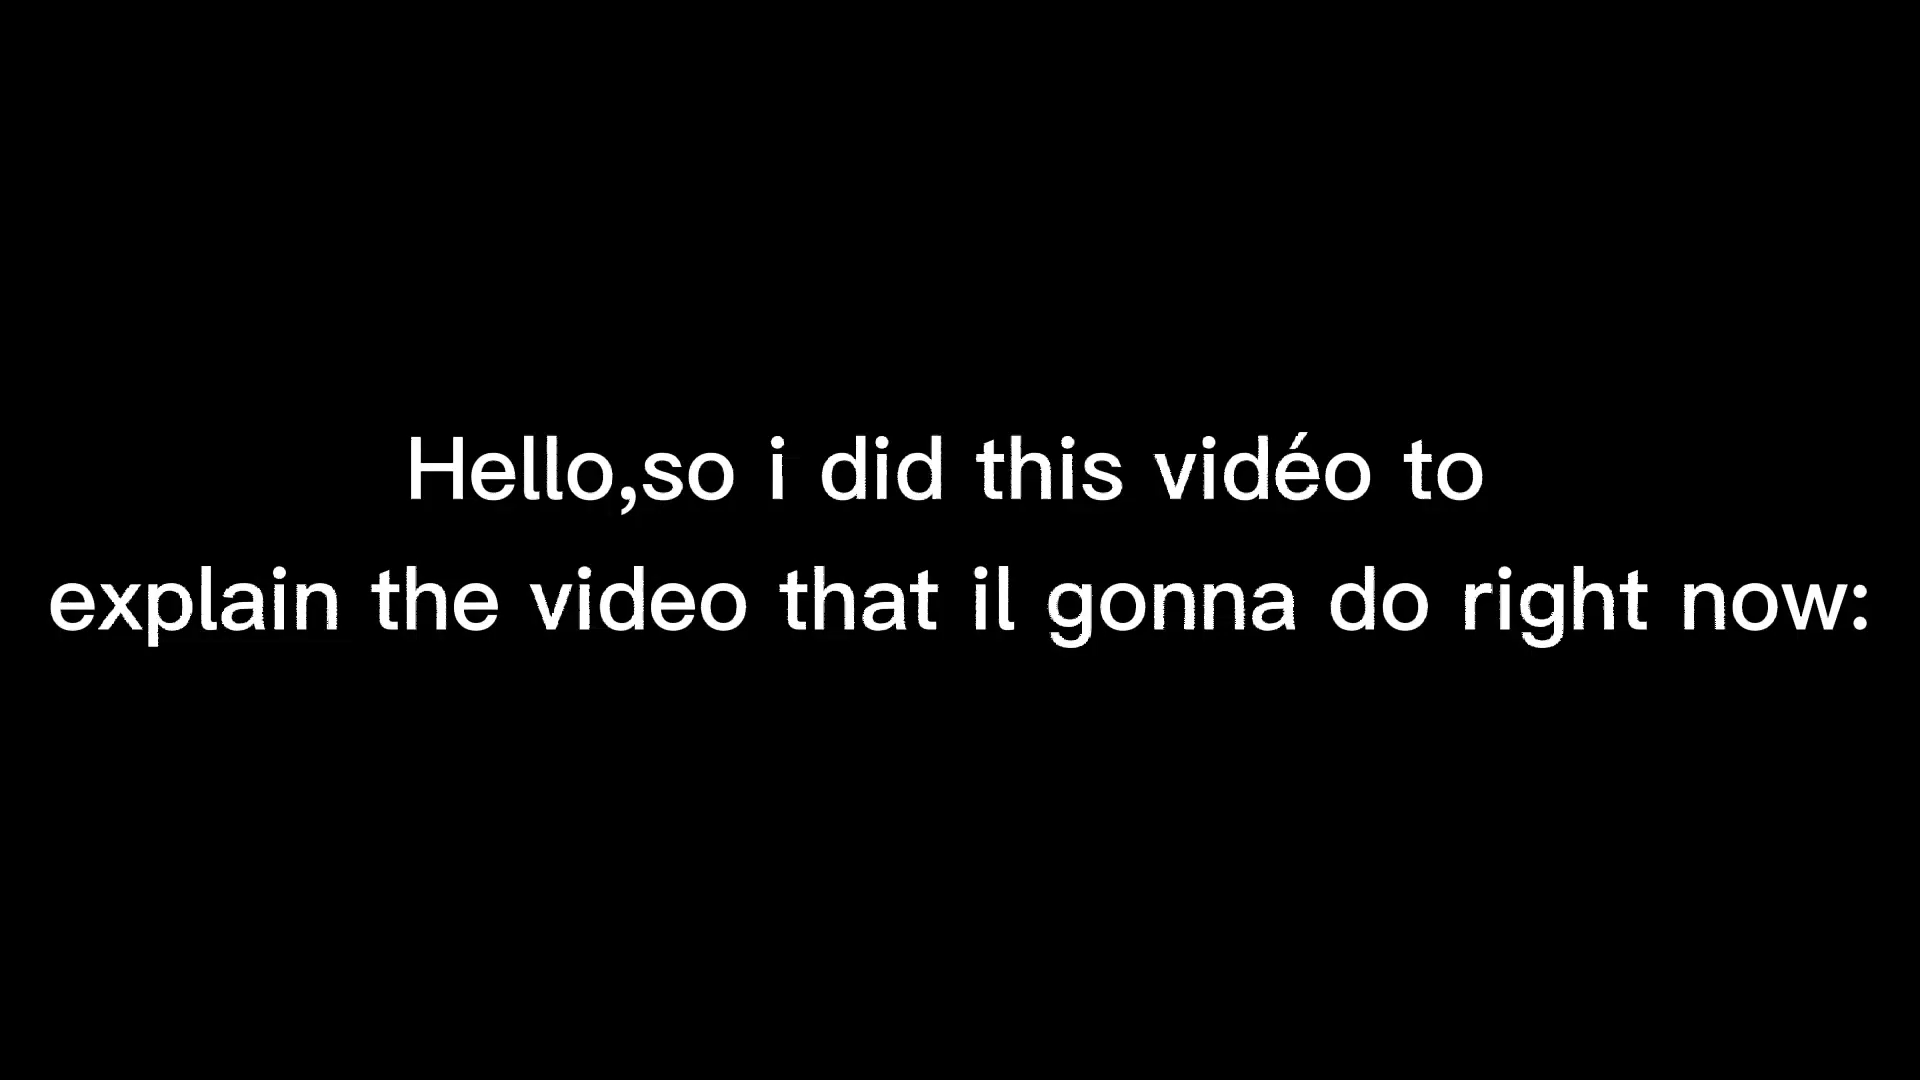 Hello,so i did this vidéo to
explain the video that il gonna do right now: